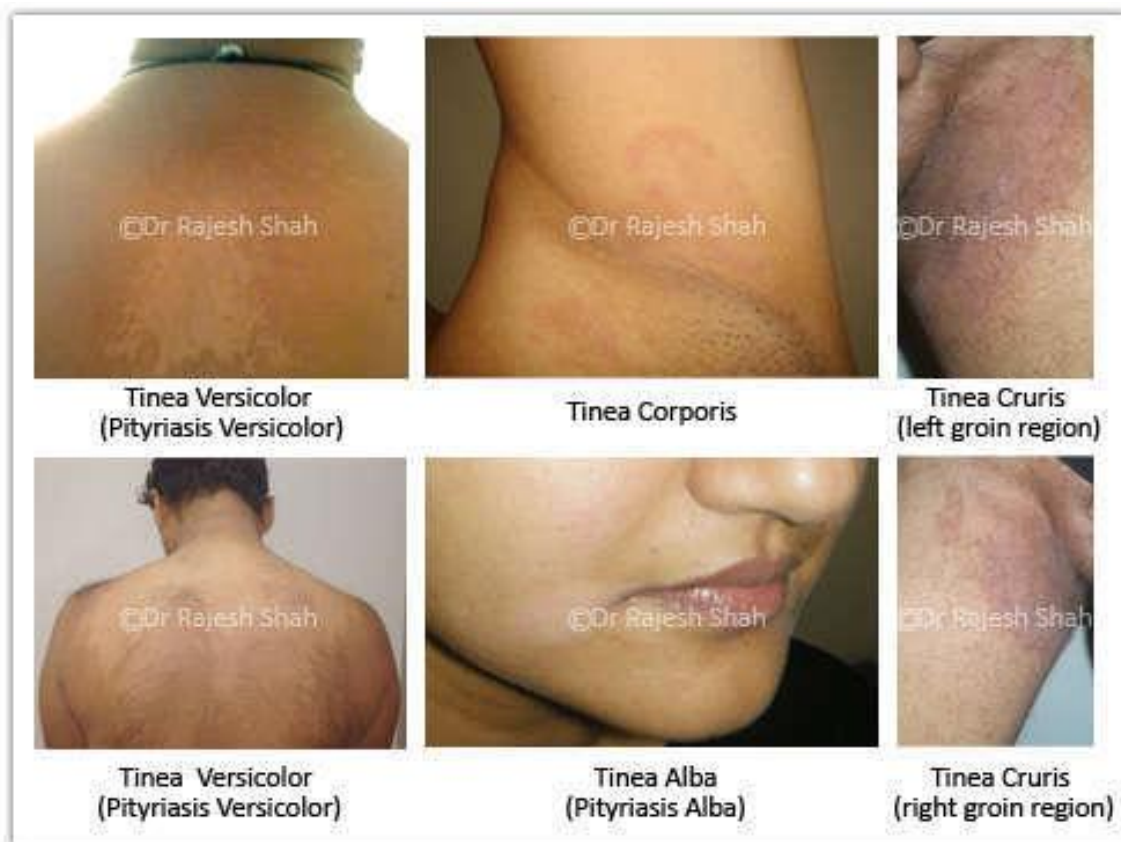 ©Dr Rajesh Shah
©Dr Rajesh Shah
©Dr Rajesh Shah
Tinea Versicolor
(Pityriasis Versicolor)
Tinea Corporis
Tinea Cruris
(left groin region)
©Dr Rajesh Shah
©Dr Rajesh Shah
©Dr Rajesh Shah
Tinea Versicolor
(Pityriasis Versicolor)
Tinea Alba
(Pityriasis Alba)
Tinea Cruris
(right groin region)